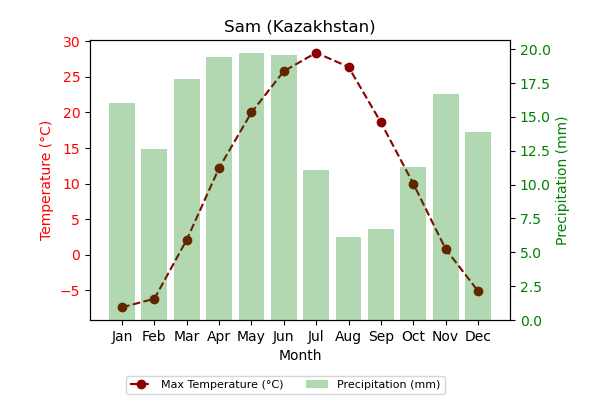 Sam (Kazakhstan)
30
25
20
15
10
5
0
−5
Temperature (°C)
20.0
17.5
15.0
12.5
10.0
7.5
5.0
2.5
0.0
Precipitation (mm)
Jan Feb Mar Apr May Jun Jul Aug Sep Oct Nov Dec
Month
Max Temperature (°C) Precipitation (mm)